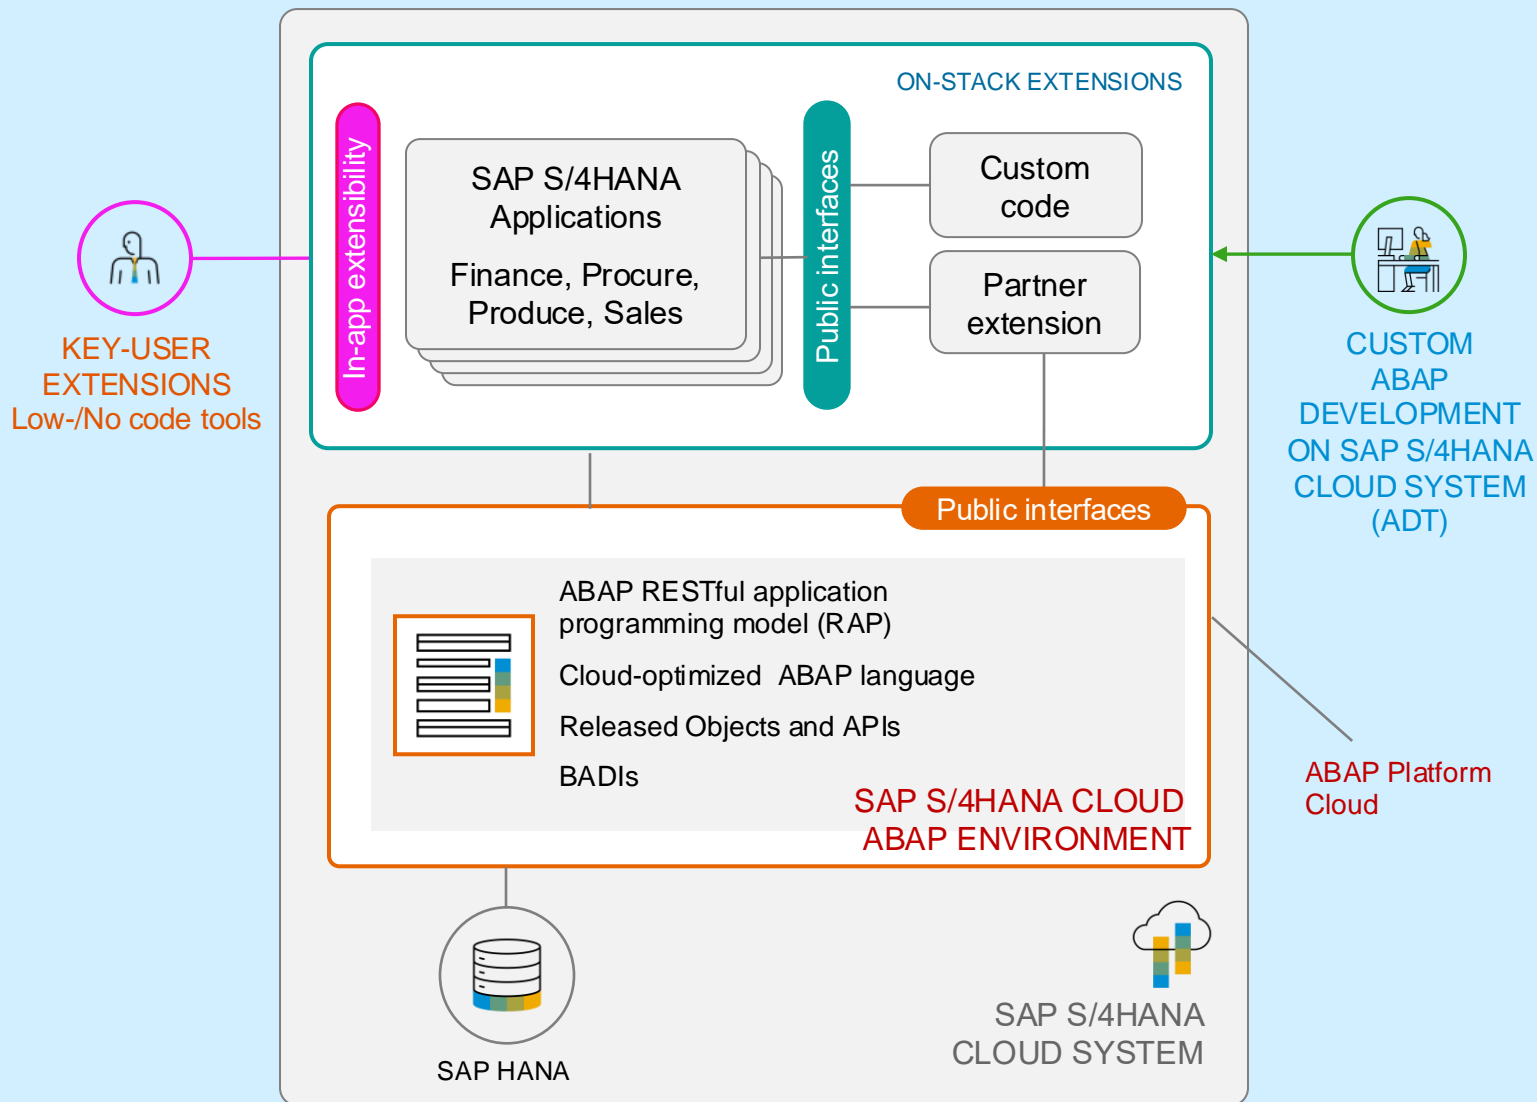 ON-STACK EXTENSIONS
In-app extensibility
SAP S/4HANA
Applications
Finance, Procure,
Produce, Sales
Public interfaces
Custom
code
Partner
extension
KEY-USER
EXTENSIONS
Low-/No code tools
CUSTOM
ABAP
DEVELOPMENT
ON SAP S/4HANA
CLOUD SYSTEM
(ADT)
Public interfaces
ABAP RESTful application
programming model (RAP)
Cloud-optimized ABAP language
Released Objects and APIs
BADIs
SAP S/4HANA CLOUD
ABAP ENVIRONMENT
ABAP Platform
Cloud
SAP HANA
SAP S/4HANA
CLOUD SYSTEM